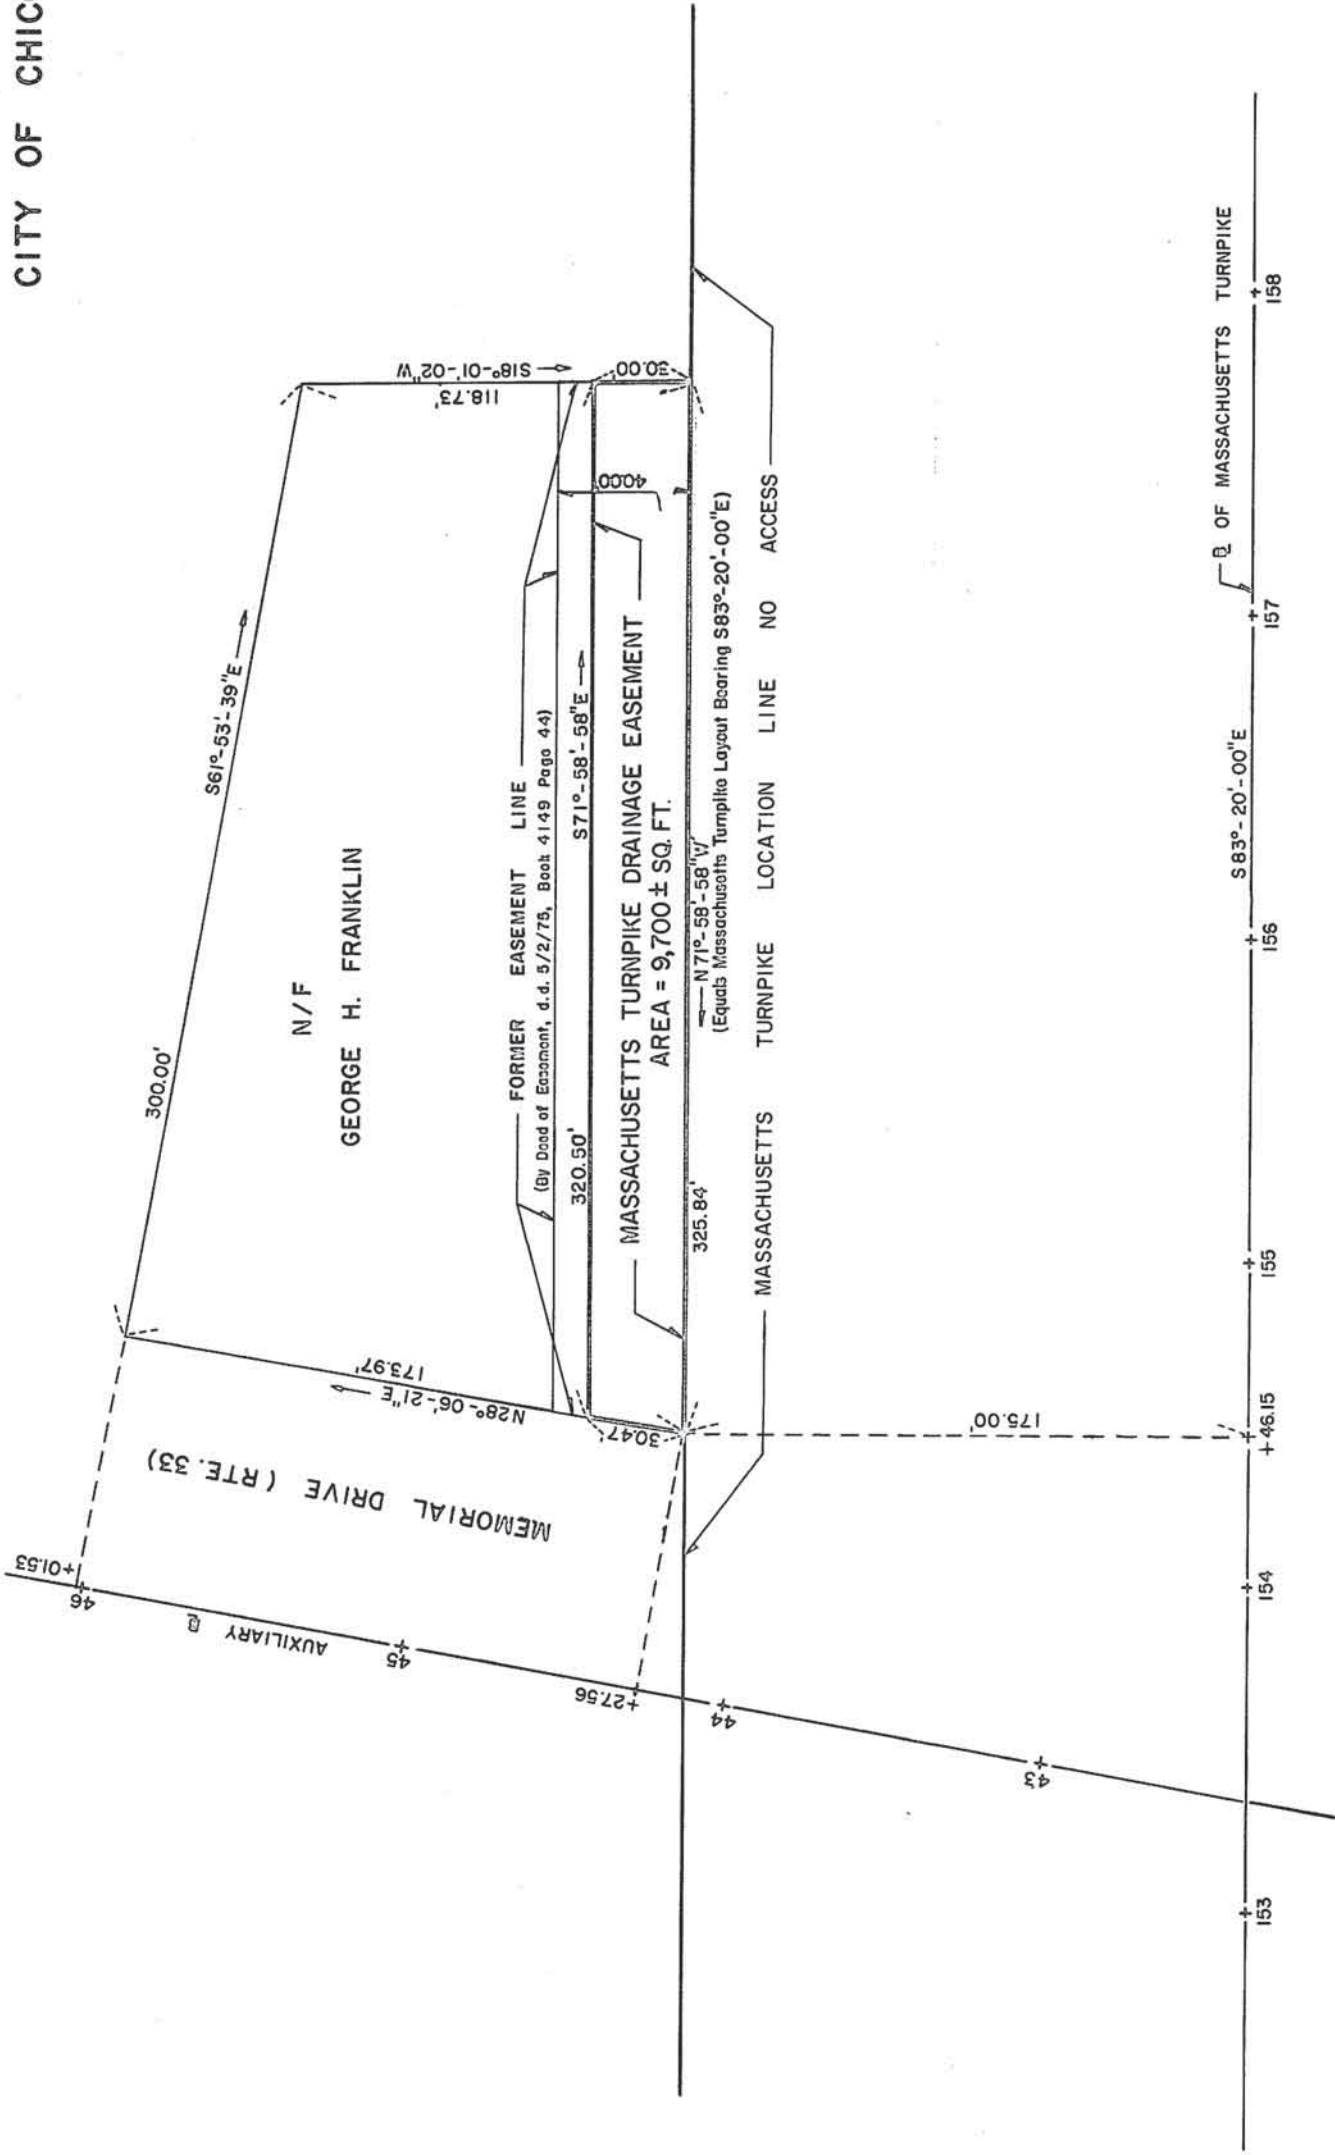 CITY OF CHIC
S61°-53'-39"E
300.00'
N/F
GEORGE H. FRANKLIN
S18°-01'-02"W
118.73'
30.00'
40.00
FORMER EASEMENT LINE
(By Deed of Easement, d.d. 5/2/75, Book 4149 Page 44)
S71°-58'-58"E
320.50'
MASSACHUSETTS TURNPIKE DRAINAGE EASEMENT
AREA = 9,700 ± SQ. FT.
N71°-58'-58"W
(Equals Massachusetts Turnpike Layout Bearing S83°-20'-00"E)
325.84'
MASSACHUSETTS TURNPIKE LOCATION LINE NO ACCESS
173.97'
N28°-06'-21"E
30.47'
MEMORIAL DRIVE (RTE. 33)
+01.53
46
AUXILIARY B
45
+27.56
44
43
175.00'
B OF MASSACHUSETTS TURNPIKE
S83°-20'-00"E
153
154
+46.15
155
156
157
158